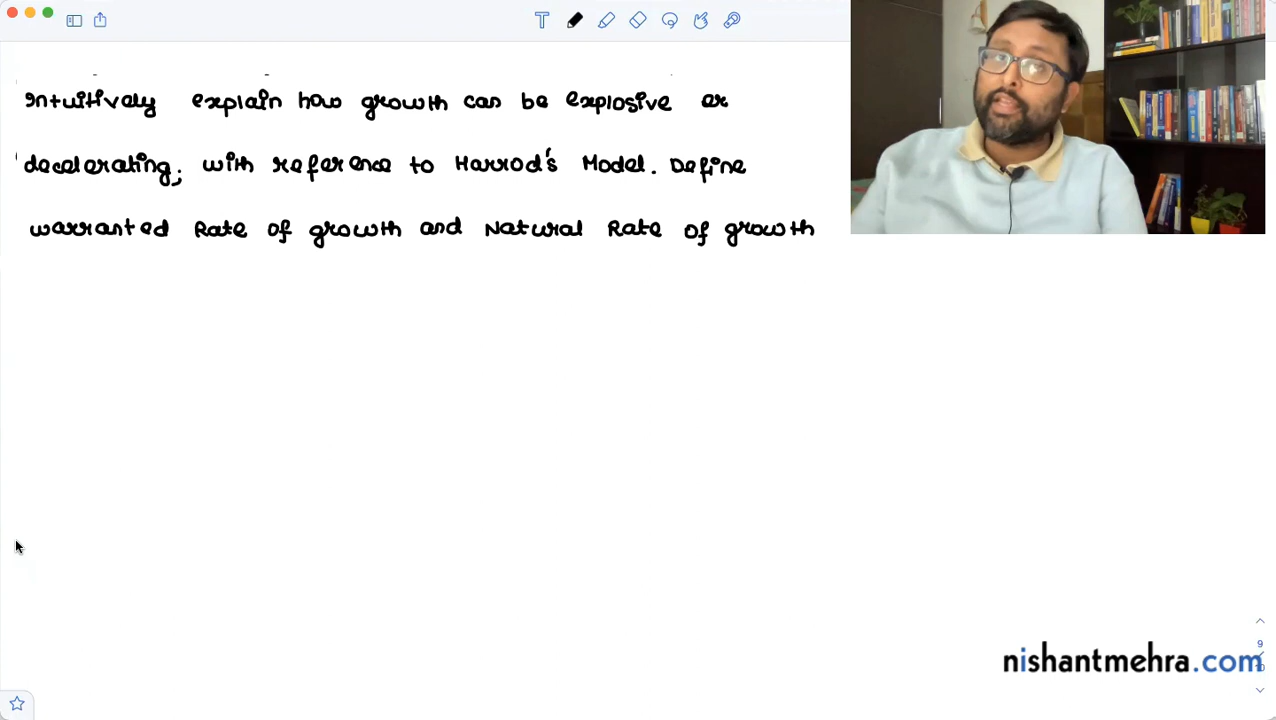 Intuitively explain how growth can be explosive or
decelerating; with reference to Harrod's Model. Define
warranted Rate of growth and Natural Rate of growth
9
nishantmehra.com